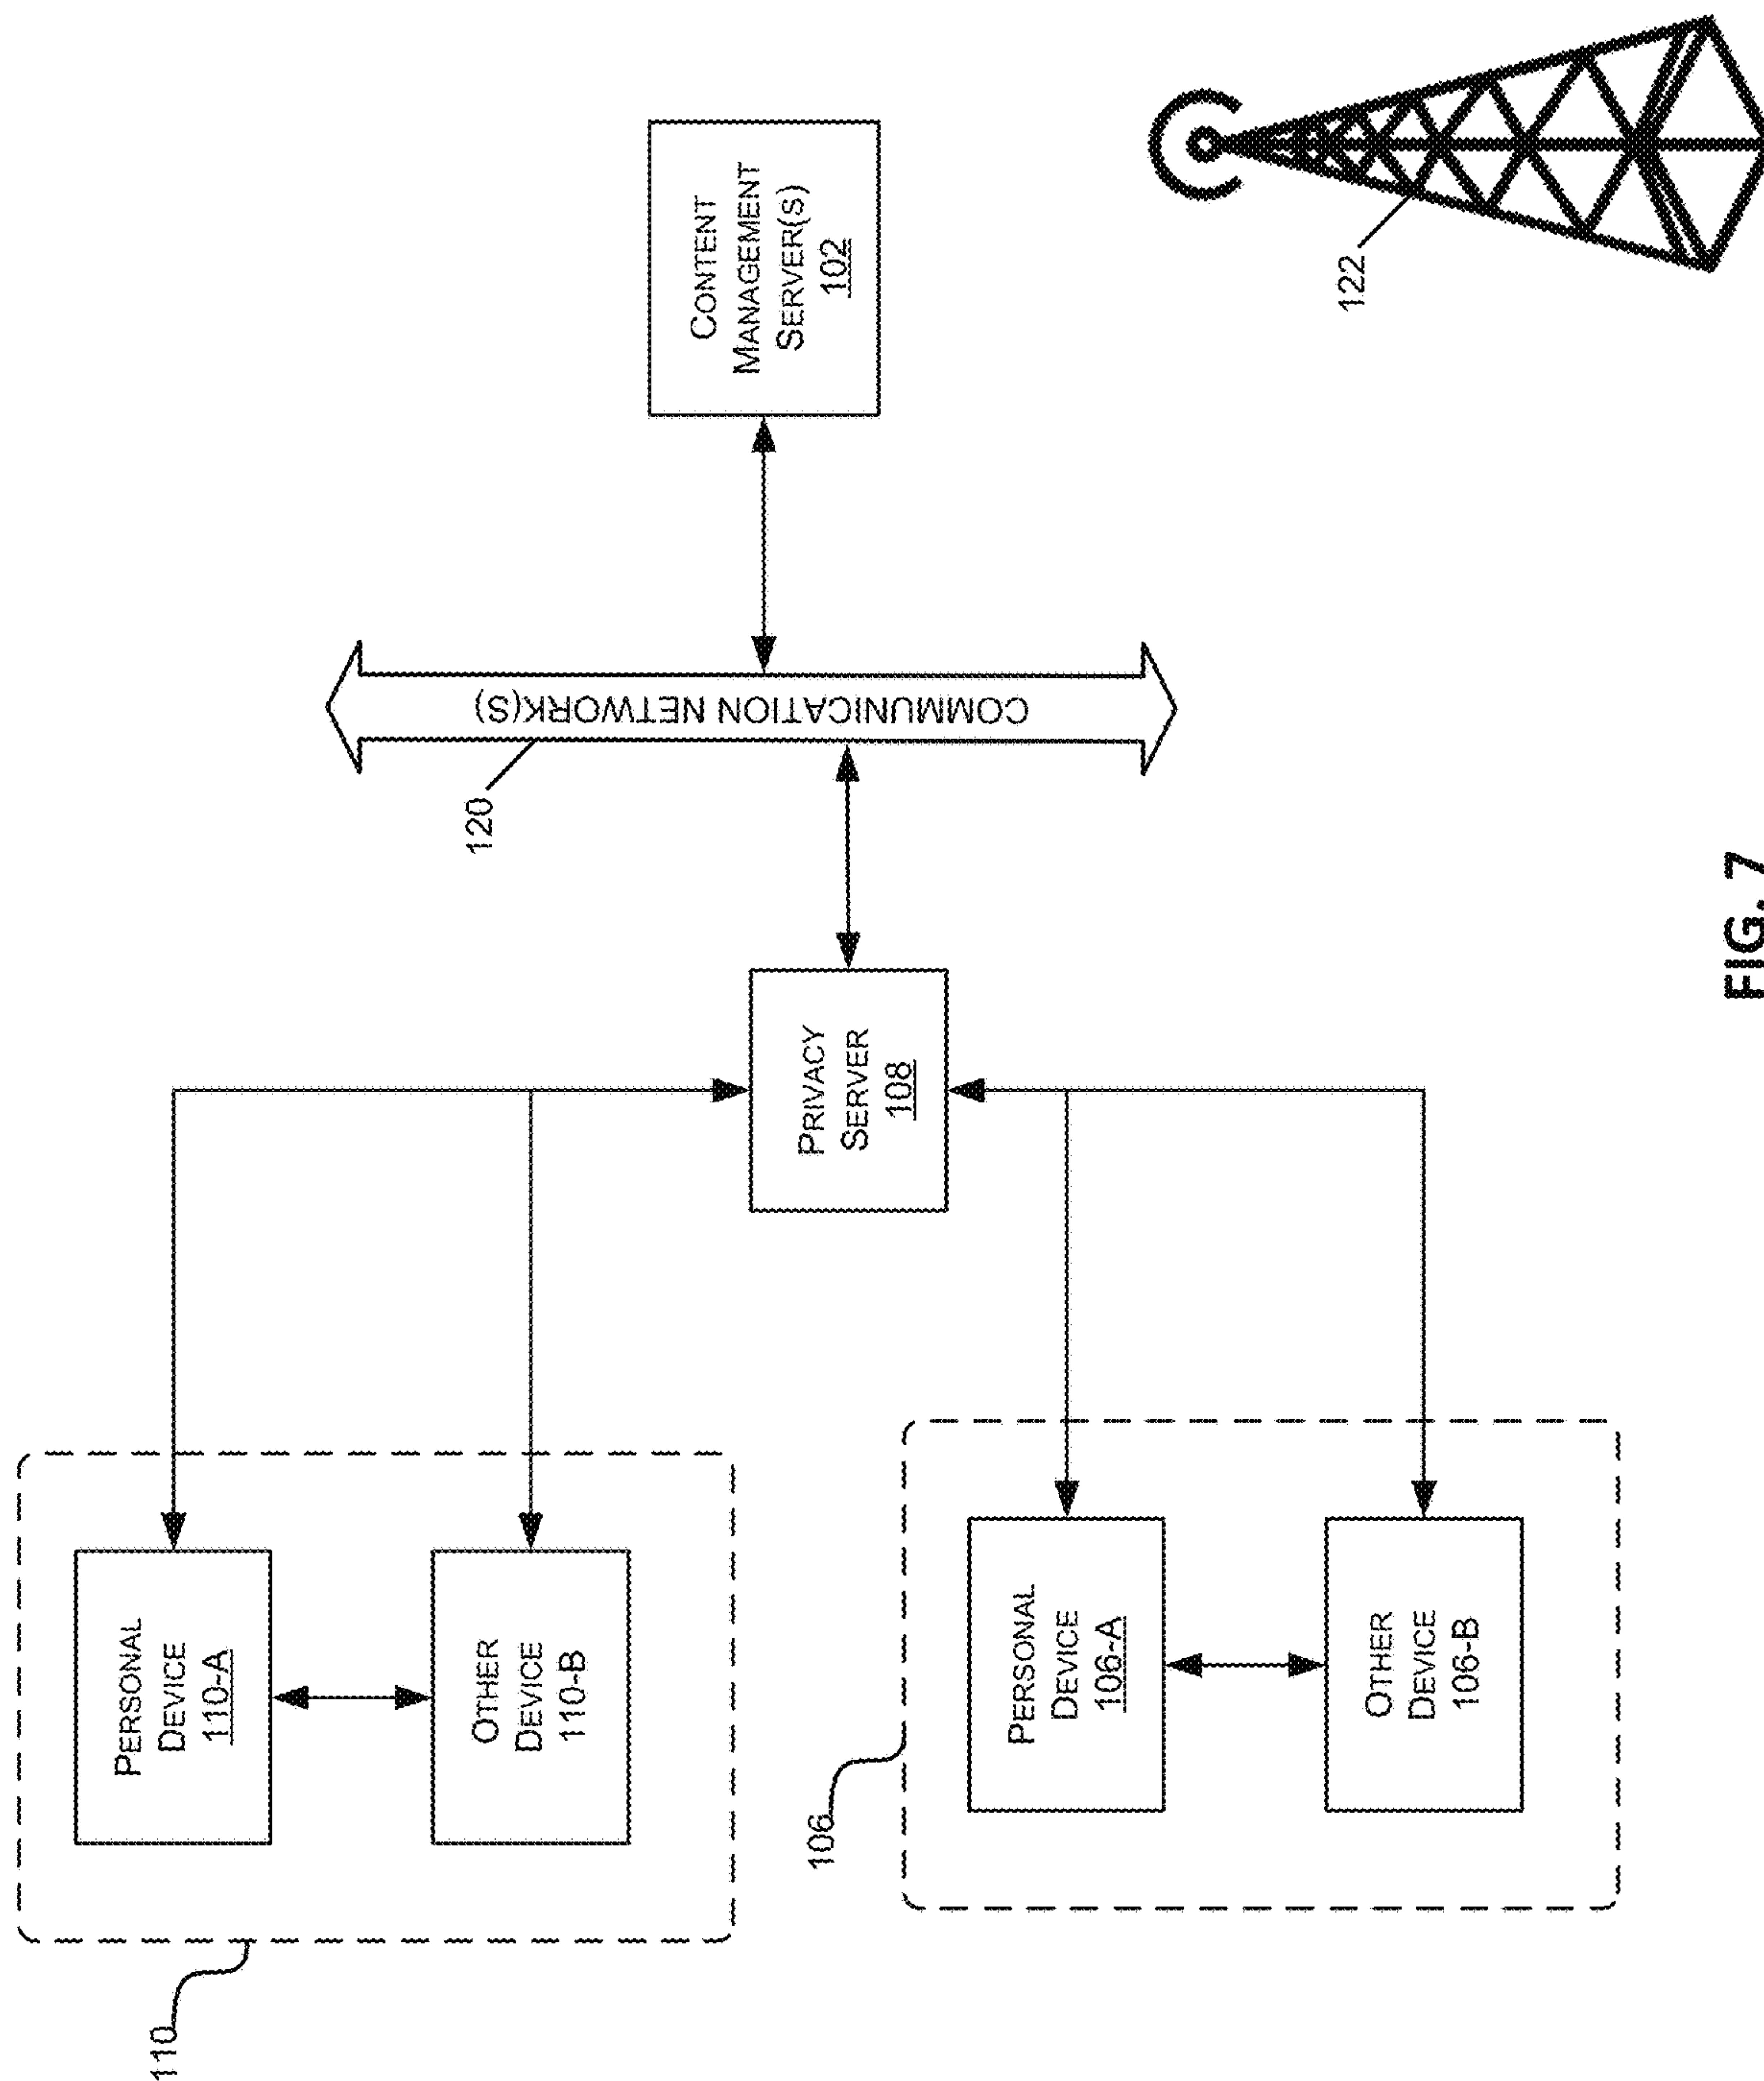 110
PERSONAL
DEVICE
110-A
OTHER
DEVICE
110-B
106
PERSONAL
DEVICE
106-A
OTHER
DEVICE
106-B
PRIVACY
SERVER
108
120
COMMUNICATION NETWORK(S)
CONTENT
MANAGEMENT
SERVER(S)
102
122
FIG. 7